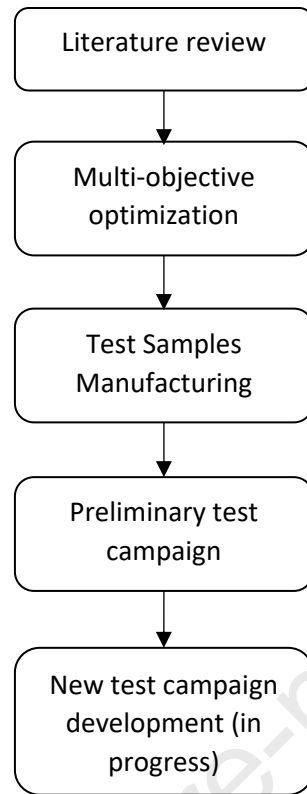 Literature review
Multi-objective
optimization
Test Samples
Manufacturing
Preliminary test
campaign
New test campaign
development (in
progress)